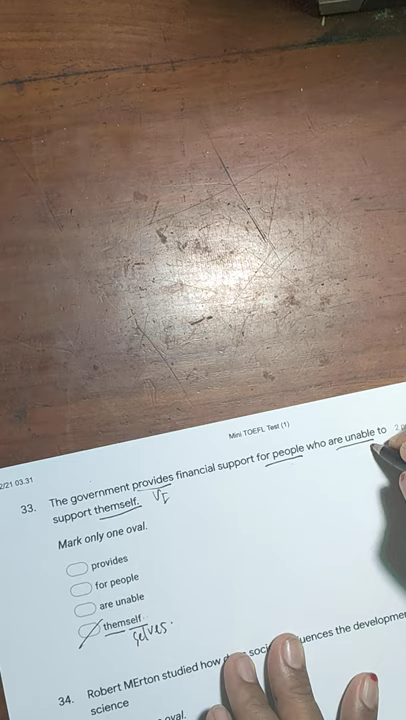 Mini TOEFL Test (1)
2/21 03.31
33. The government provides financial support for people who are unable to
support themself.
V I
Mark only one oval.
provides
for people
are unable
themself.
selves.
34. Robert MErton studied how does the
science
oval.